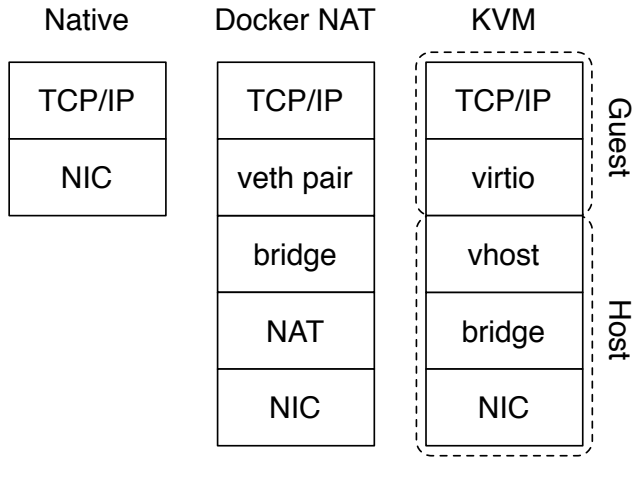 Native
TCP/IP
NIC
Docker NAT
TCP/IP
veth pair
bridge
NAT
NIC
KVM
TCP/IP
virtio
vhost
bridge
NIC
Guest
Host